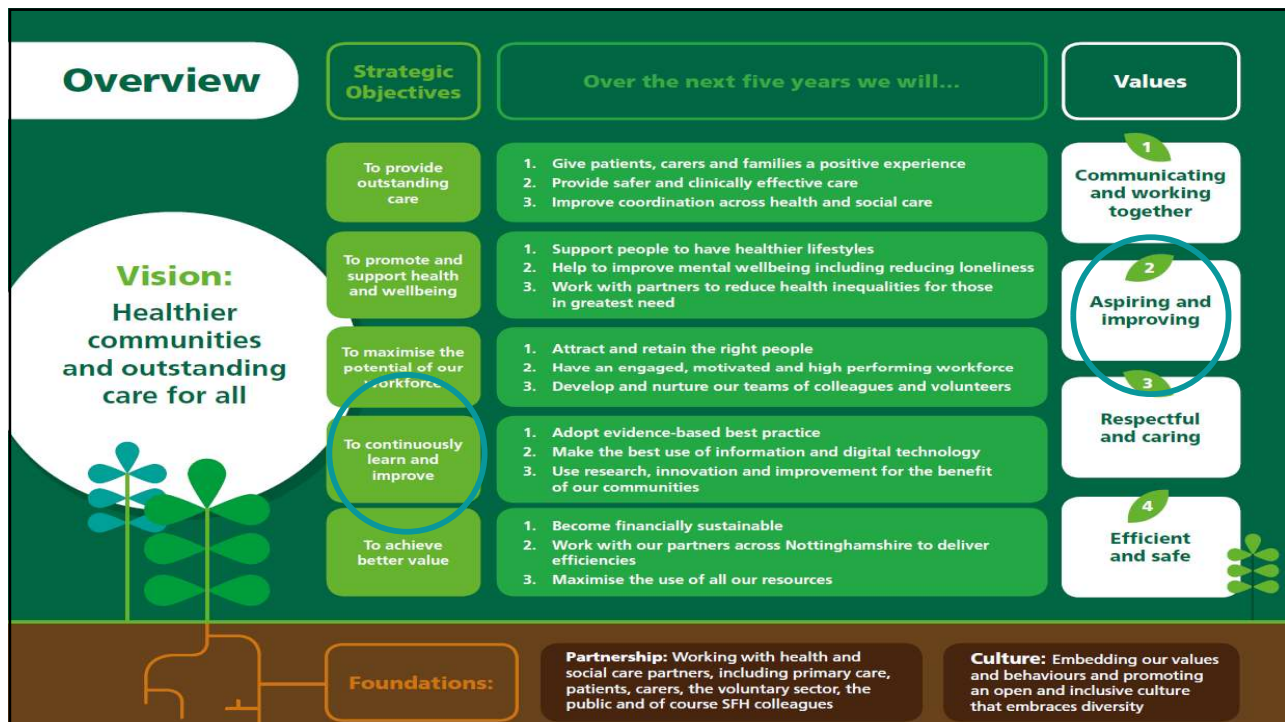 Overview
Strategic
Objectives
Over the next five years we will...
Values
Vision:
Healthier
communities
and outstanding
care for all
To provide
outstanding
care
1. Give patients, carers and families a positive experience
2. Provide safer and clinically effective care
3. Improve coordination across health and social care
To promote and
support health
and wellbeing
1. Support people to have healthier lifestyles
2. Help to improve mental wellbeing including reducing loneliness
3. Work with partners to reduce health inequalities for those
in greatest need
To maximise the
potential of our
workforce
1. Attract and retain the right people
2. Have an engaged, motivated and high performing workforce
3. Develop and nurture our teams of colleagues and volunteers
To continuously
learn and
improve
1. Adopt evidence-based best practice
2. Make the best use of information and digital technology
3. Use research, innovation and improvement for the benefit
of our communities
To achieve
better value
1. Become financially sustainable
2. Work with our partners across Nottinghamshire to deliver
efficiencies
3. Maximise the use of all our resources
1
Communicating
and working
together
2
Aspiring and
improving
3
Respectful
and caring
4
Efficient
and safe
Foundations:
Partnership: Working with health and
social care partners, including primary care,
patients, carers, the voluntary sector, the
public and of course SFH colleagues
Culture: Embedding our values
and behaviours and promoting
an open and inclusive culture
that embraces diversity